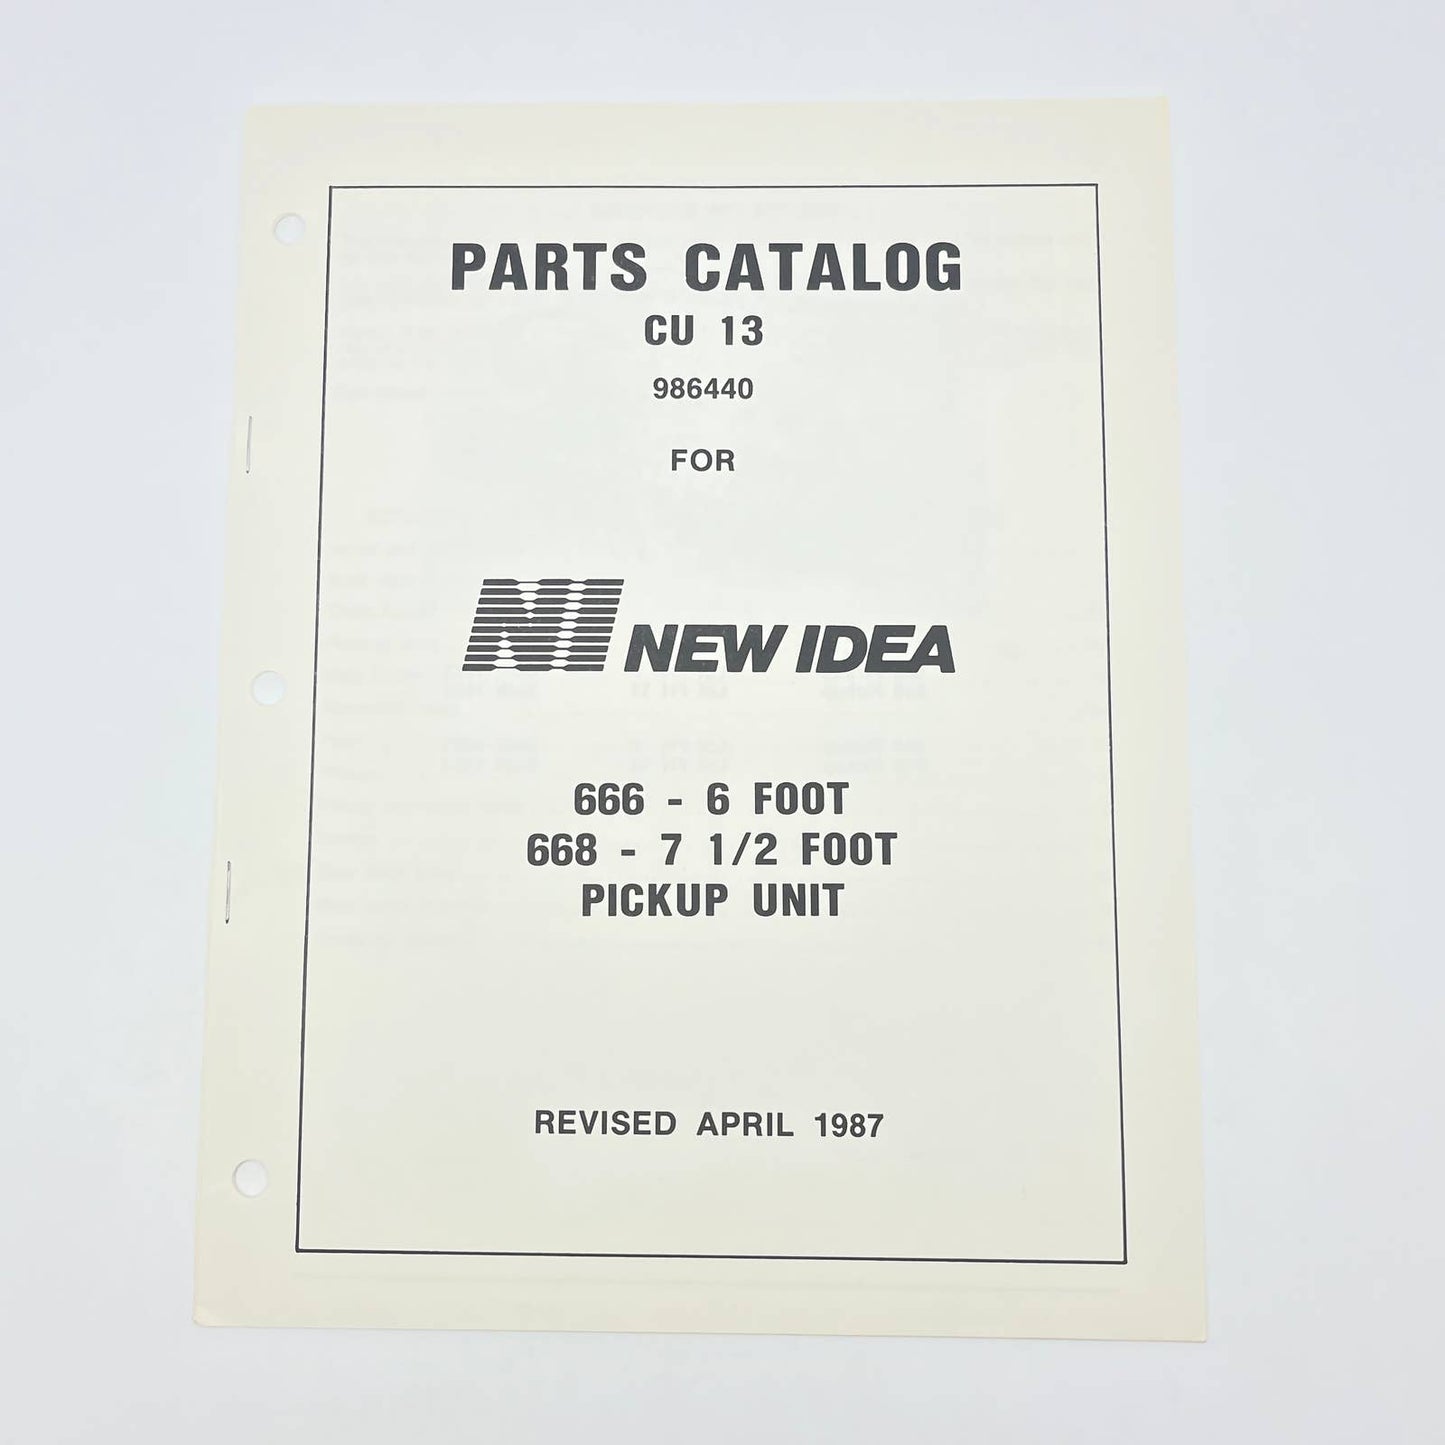 PARTS CATALOG
CU 13
986440
FOR
NEW IDEA
666 - 6 FOOT
668 - 7 1/2 FOOT
PICKUP UNIT
REVISED APRIL 1987